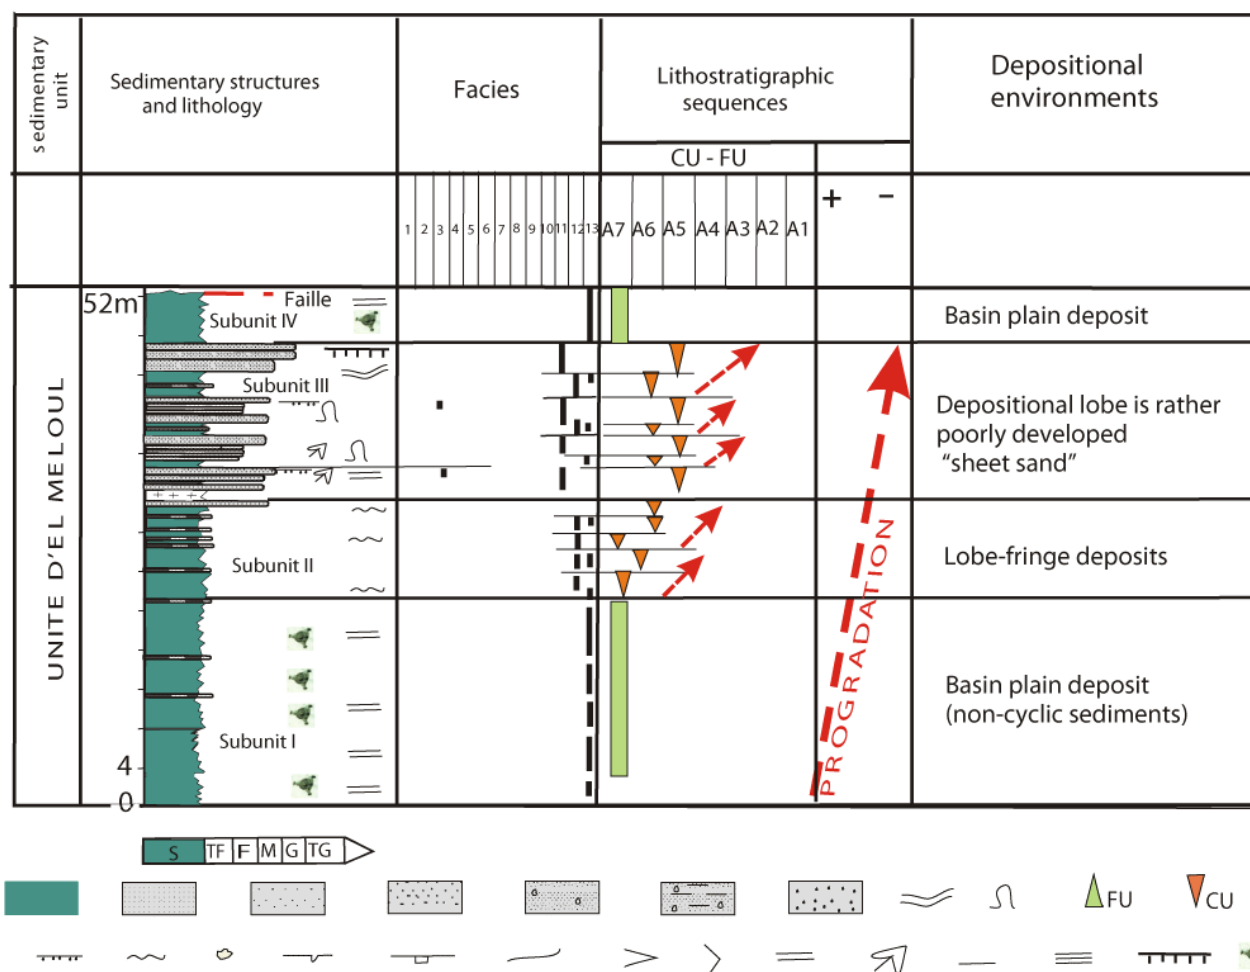 sedimentary
unit
Sedimentary structures
and lithology
Facies
Lithostratigraphic
sequences
Depositional
environments
CU - FU
+ −
1 2 3 4 5 6 7 8 9 10 11 12 13 A7 A6 A5 A4 A3 A2 A1
UNITE D'EL MELOUL
52m
Faille
Subunit IV
Basin plain deposit
Subunit III
Depositional lobe is rather
poorly developed
“sheet sand”
Subunit II
Lobe-fringe deposits
PROGRADATION
Basin plain deposit
(non-cyclic sediments)
Subunit I
4
0
S TF F M G TG
FU
CU